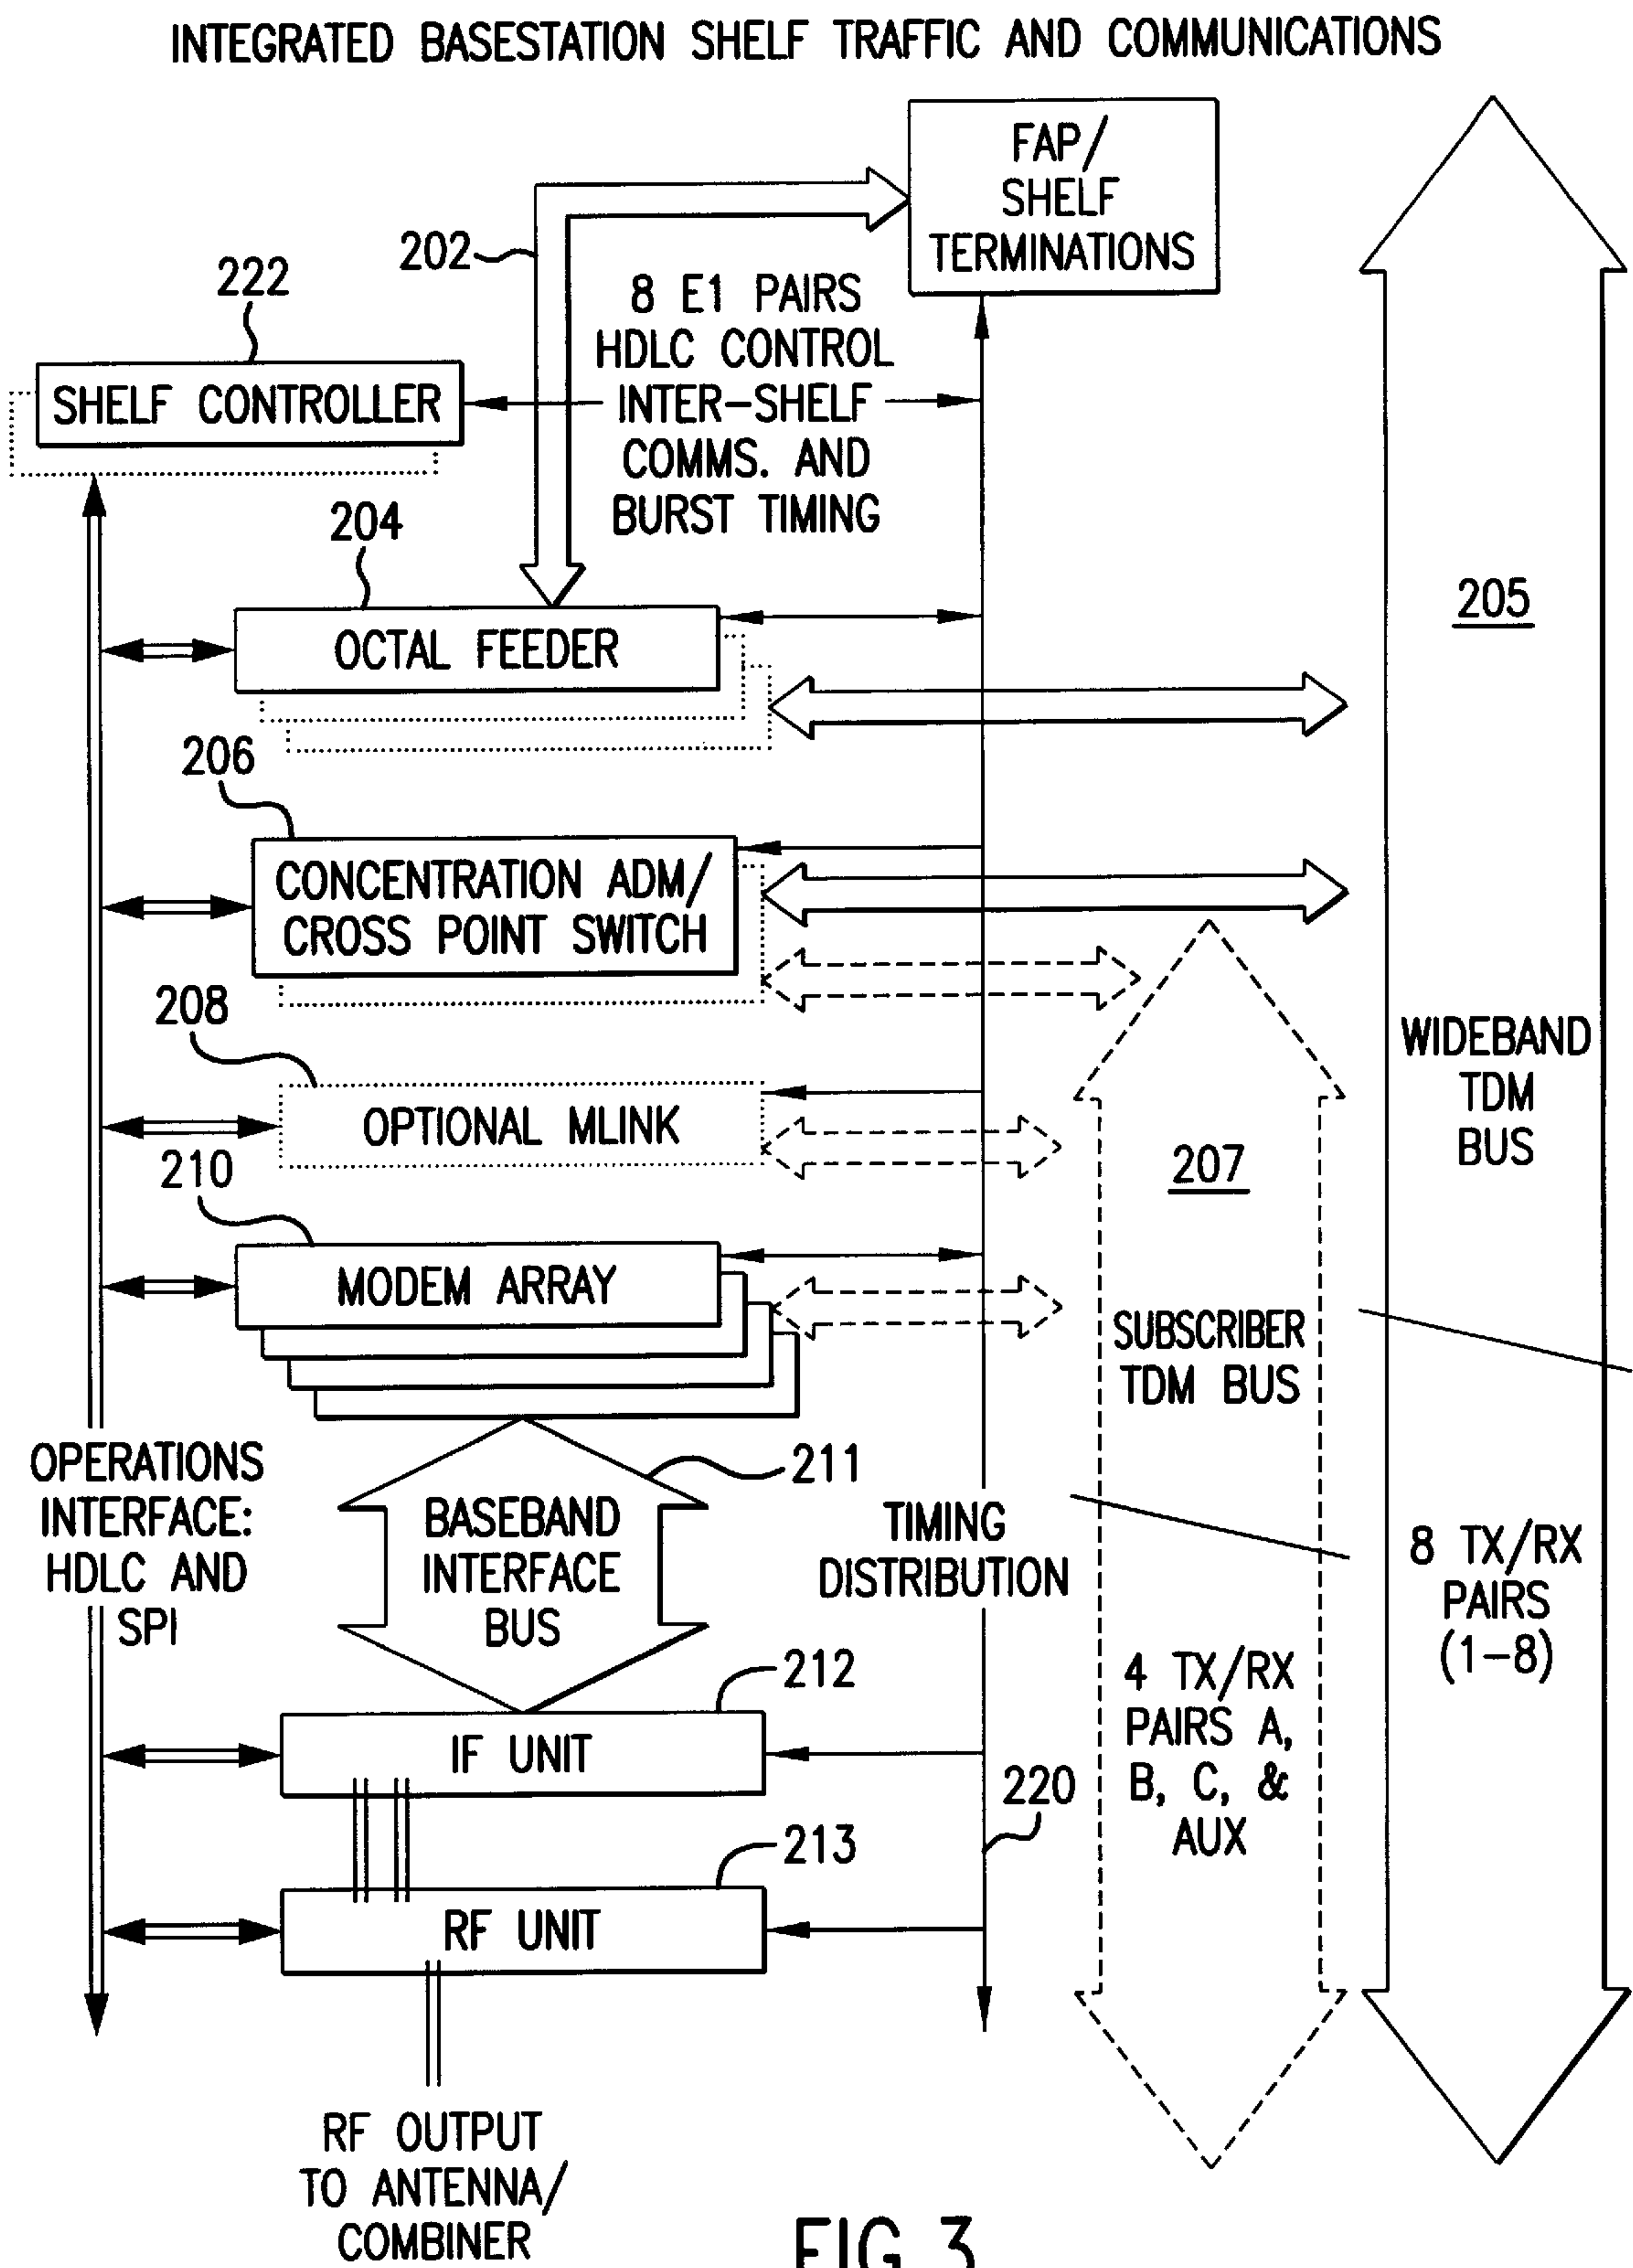 INTEGRATED BASESTATION SHELF TRAFFIC AND COMMUNICATIONS
FAP/
SHELF
TERMINATIONS
202
222
8 E1 PAIRS
HDLC CONTROL
INTER-SHELF
COMMS. AND
BURST TIMING
SHELF CONTROLLER
204
OCTAL FEEDER
205
206
CONCENTRATION ADM/
CROSS POINT SWITCH
208
OPTIONAL MLINK
WIDEBAND
TDM
BUS
207
210
MODEM ARRAY
SUBSCRIBER
TDM BUS
OPERATIONS
INTERFACE:
HDLC AND
SPI
211
BASEBAND
INTERFACE
BUS
TIMING
DISTRIBUTION
8 TX/RX
PAIRS
(1-8)
4 TX/RX
PAIRS A,
B, C, &
AUX
212
IF UNIT
220
213
RF UNIT
RF OUTPUT
TO ANTENNA/
COMBINER
FIG.3